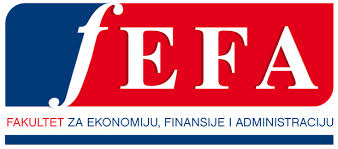 fEFA
FAKULTET ZA EKONOMIJU, FINANSIJE I ADMINISTRACIJU